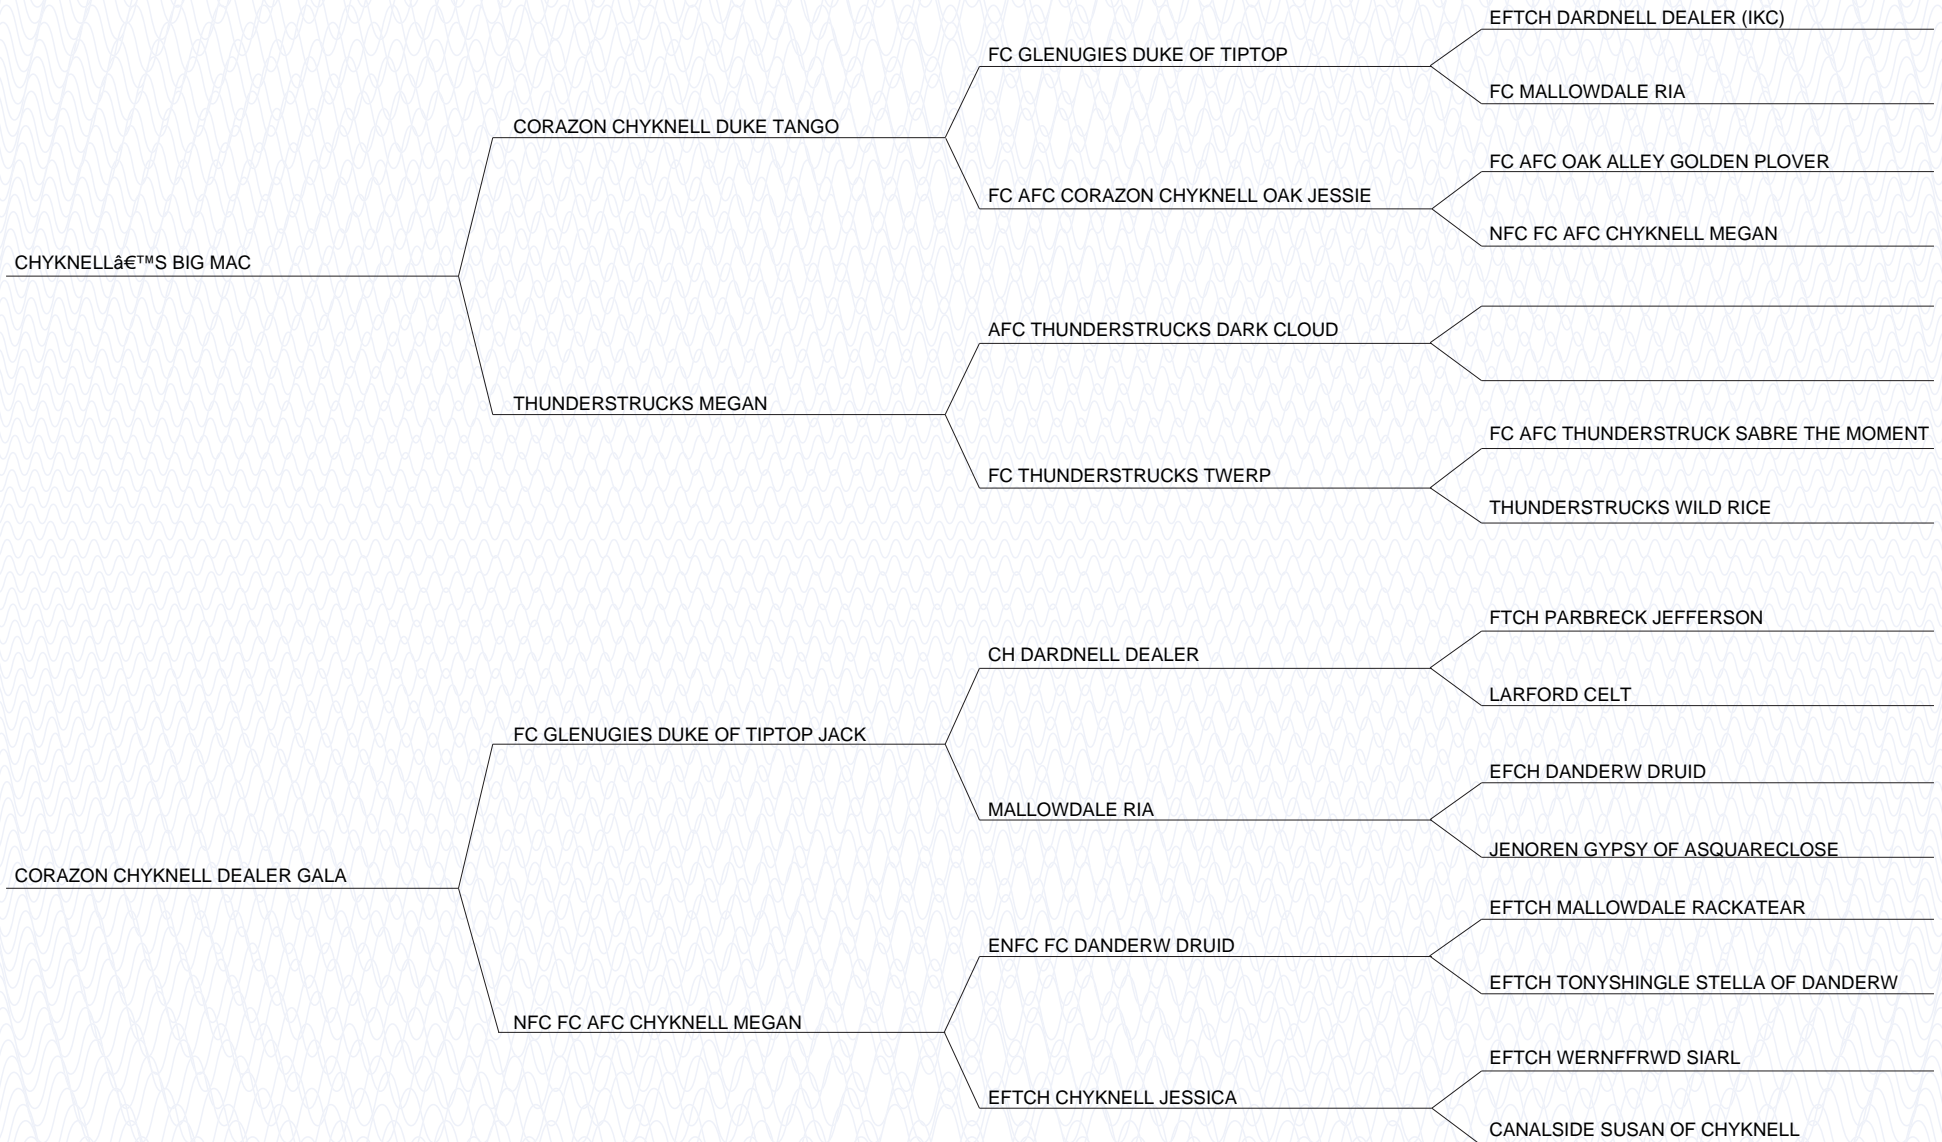 EFTCH DARDNELL DEALER (IKC)
FC GLENUGIES DUKE OF TIPTOP
FC MALLOWDALE RIA
CORAZON CHYKNELL DUKE TANGO
FC AFC OAK ALLEY GOLDEN PLOVER
FC AFC CORAZON CHYKNELL OAK JESSIE
NFC FC AFC CHYKNELL MEGAN
CHYKNELLâ€™S BIG MAC
AFC THUNDERSTRUCKS DARK CLOUD
THUNDERSTRUCKS MEGAN
FC AFC THUNDERSTRUCK SABRE THE MOMENT
FC THUNDERSTRUCKS TWERP
THUNDERSTRUCKS WILD RICE
FTCH PARBRECK JEFFERSON
CH DARDNELL DEALER
LARFORD CELT
FC GLENUGIES DUKE OF TIPTOP JACK
EFCH DANDERW DRUID
MALLOWDALE RIA
JENOREN GYPSY OF ASQUARECLOSE
CORAZON CHYKNELL DEALER GALA
EFTCH MALLOWDALE RACKATEAR
ENFC FC DANDERW DRUID
EFTCH TONYSHINGLE STELLA OF DANDERW
NFC FC AFC CHYKNELL MEGAN
EFTCH WERNFFRWD SIARL
EFTCH CHYKNELL JESSICA
CANALSIDE SUSAN OF CHYKNELL